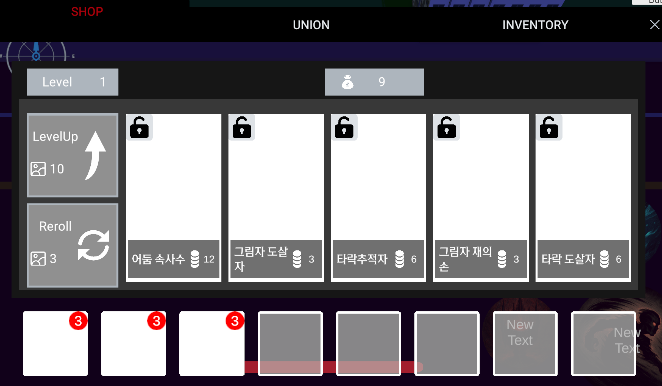 SHOP
UNION
INVENTORY
Level 1
9
LevelUp
10
Reroll
3
어둠 속사수 12
그림자 도살
자 3
타락추적자 6
그림자 재의
손 3
타락 도살자 6
3
3
3
New
Text
New
Text